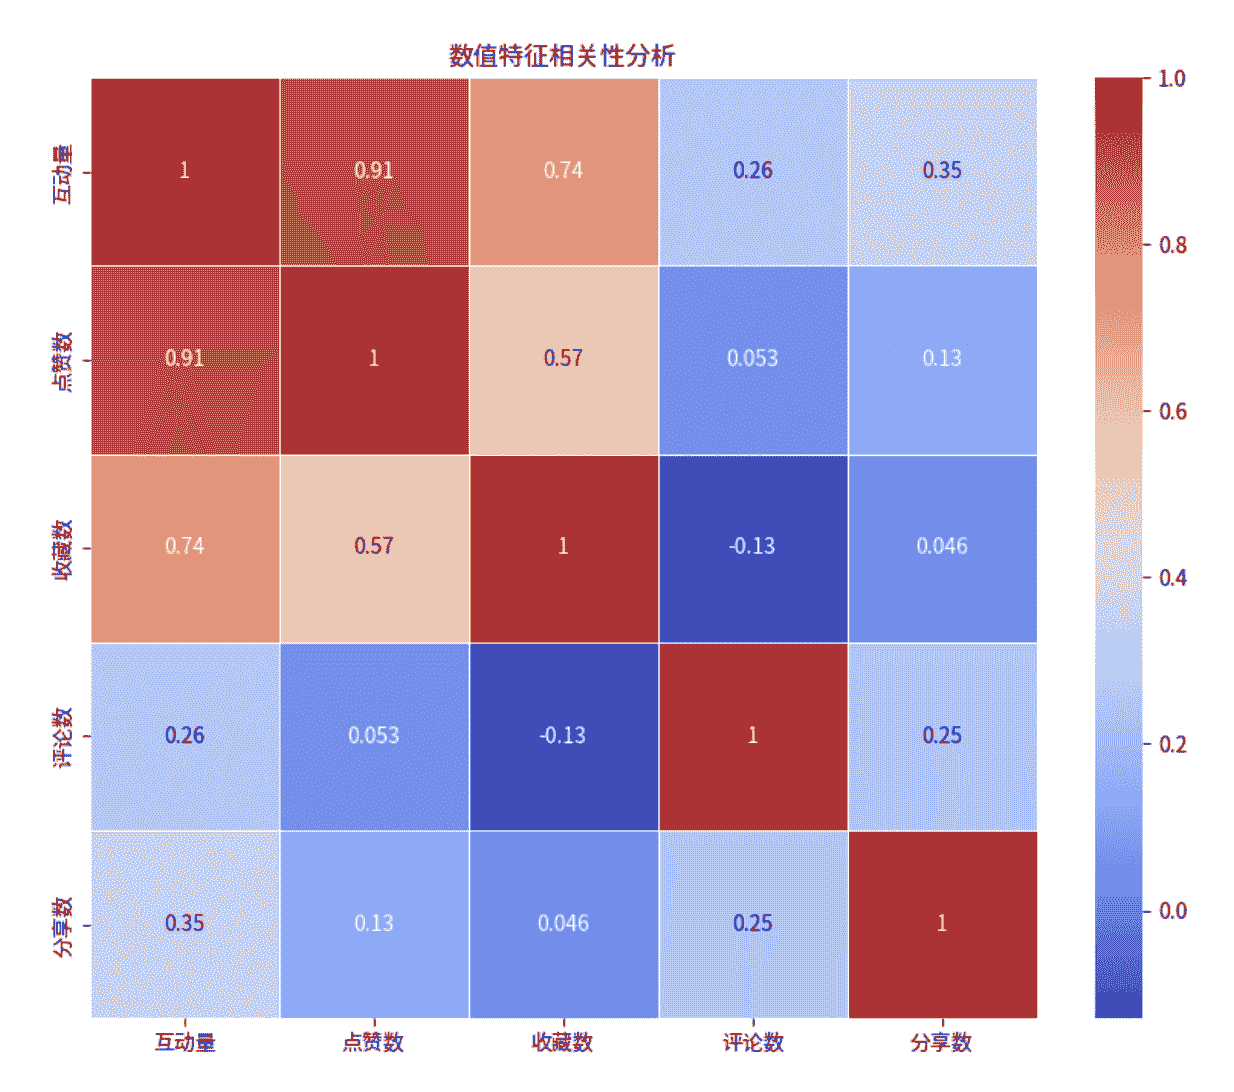 数值特征相关性分析
互动量 1 0.91 0.74 0.26 0.35
点赞数 0.91 1 0.57 0.053 0.13
收藏数 0.74 0.57 1 -0.13 0.046
评论数 0.26 0.053 -0.13 1 0.25
分享数 0.35 0.13 0.046 0.25 1
互动量 点赞数 收藏数 评论数 分享数
1.0
0.8
0.6
0.4
0.2
0.0